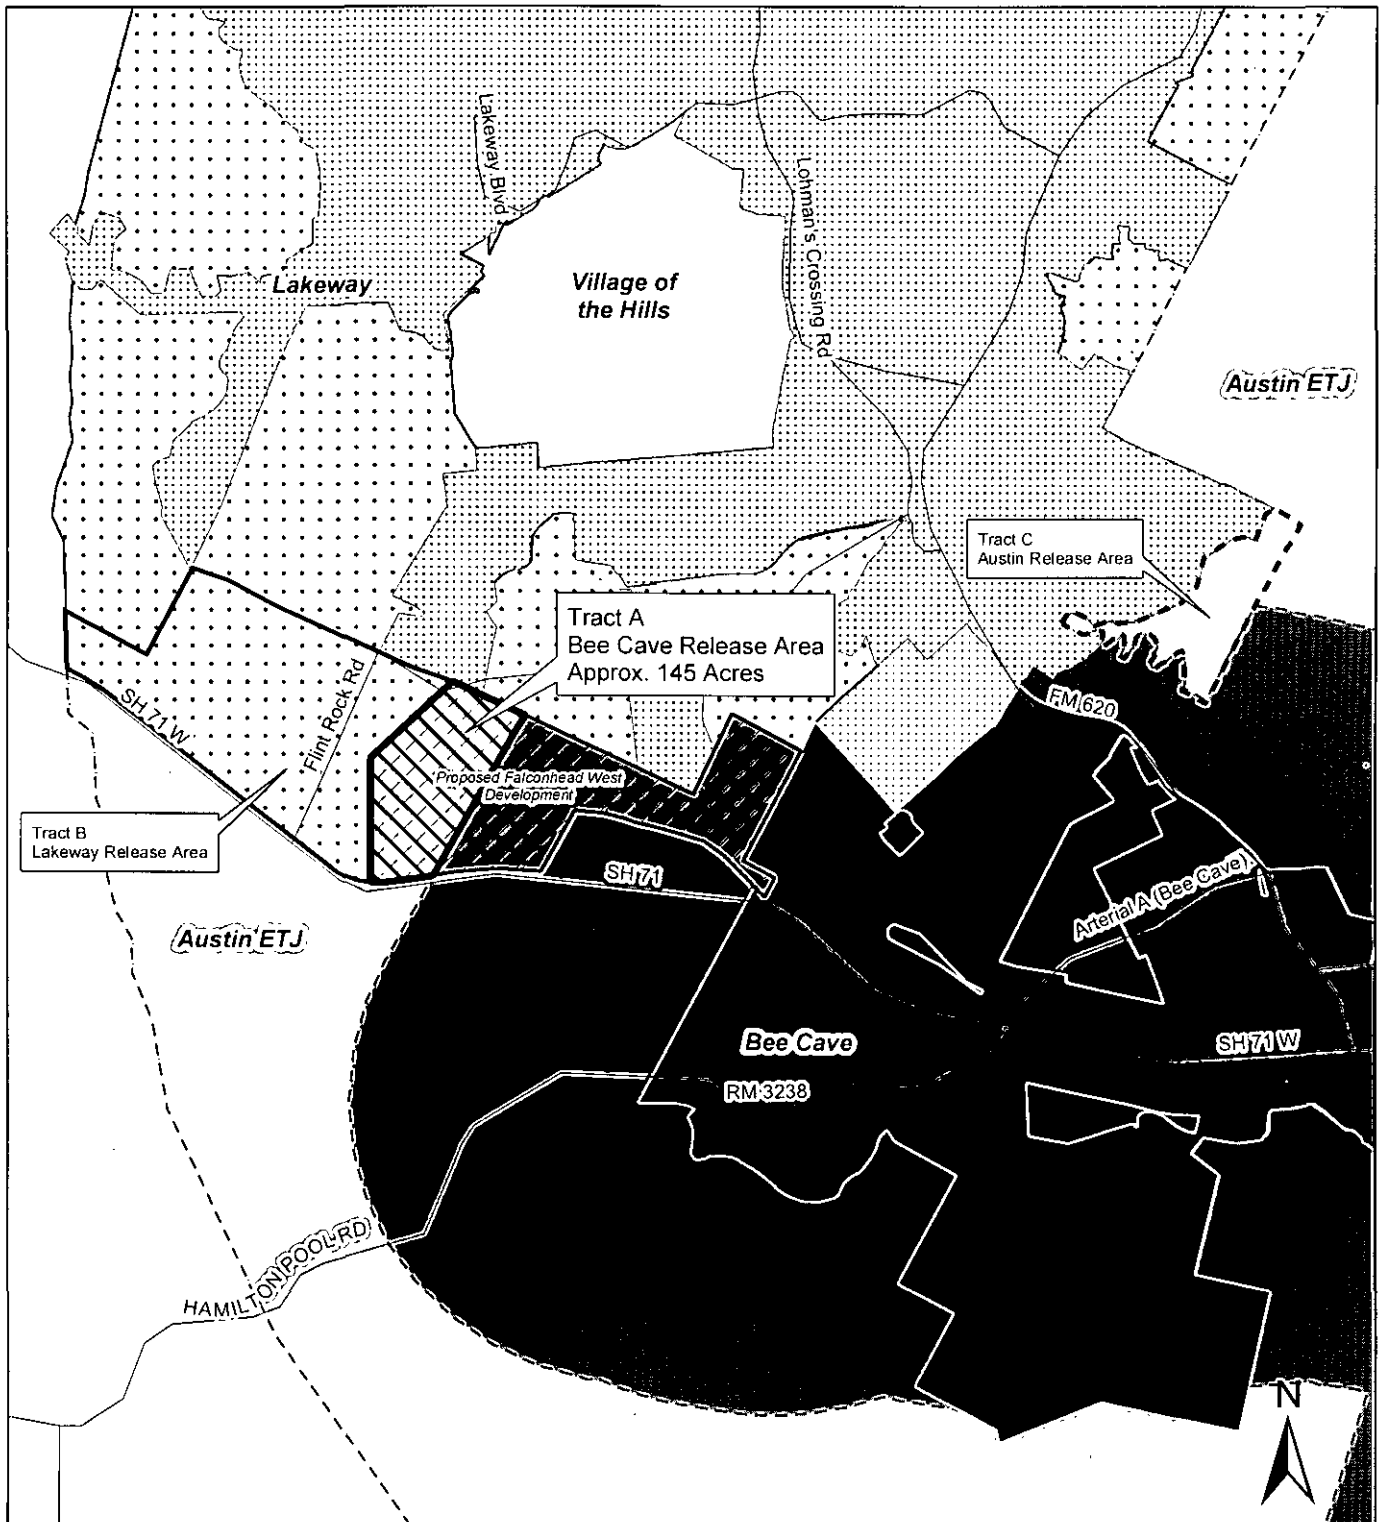 Lakeway Blvd
Lohman's Crossing Rd
Lakeway
Village of
the Hills
Austin ETJ
Tract C
Austin Release Area
Tract A
Bee Cave Release Area
Approx. 145 Acres
FM 620
SH 71 W
Flint Rock Rd
Proposed Falconhead West
Development
Tract B
Lakeway Release Area
SH 71
Arterial A (Bee Cave)
Austin ETJ
Bee Cave
SH 71 W
RM 3238
HAMILTON POOL RD
N